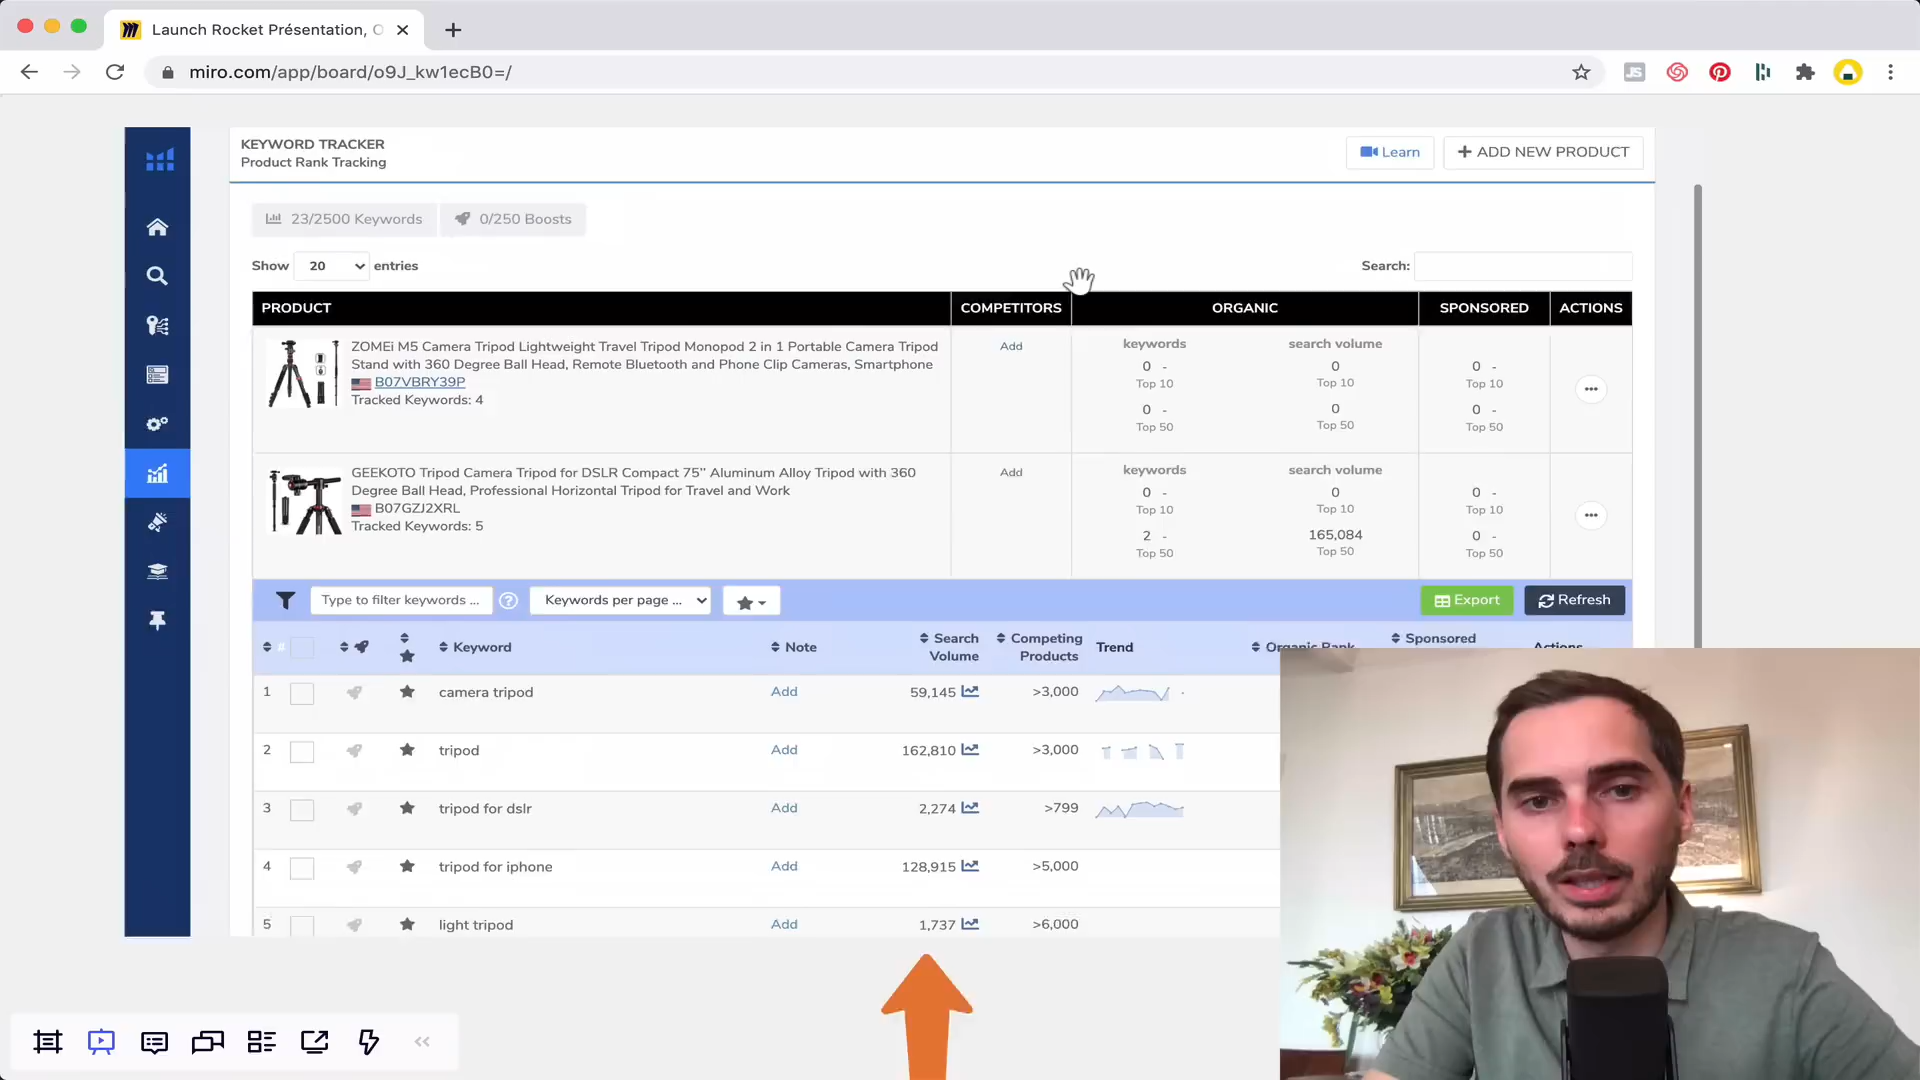 Launch Rocket Présentation, O
miro.com/app/board/o9J_kw1ecB0=/
JS
KEYWORD TRACKER
Product Rank Tracking
Learn
+ ADD NEW PRODUCT
23/2500 Keywords
0/250 Boosts
Show 20 entries
Search:
PRODUCT COMPETITORS ORGANIC SPONSORED ACTIONS
ZOMEi M5 Camera Tripod Lightweight Travel Tripod Monopod 2 in 1 Portable Camera Tripod
Stand with 360 Degree Ball Head, Remote Bluetooth and Phone Clip Cameras, Smartphone
B07VBRY39P
Tracked Keywords: 4
Add
keywords search volume
0 - 0 0 -
Top 10 Top 10 Top 10
0 - 0 0 -
Top 50 Top 50 Top 50
GEEKOTO Tripod Camera Tripod for DSLR Compact 75” Aluminum Alloy Tripod with 360
Degree Ball Head, Professional Horizontal Tripod for Travel and Work
B07GZJ2XRL
Tracked Keywords: 5
Add
keywords search volume
0 - 0 0 -
Top 10 Top 10 Top 10
2 - 165,084 0 -
Top 50 Top 50 Top 50
Type to filter keywords ...
?
Keywords per page ...
Export
Refresh
# Keyword Note Search Volume Competing Products Trend Organic Rank Sponsored Actions
1 camera tripod Add 59,145 >3,000
2 tripod Add 162,810 >3,000
3 tripod for dslr Add 2,274 >799
4 tripod for iphone Add 128,915 >5,000
5 light tripod Add 1,737 >6,000